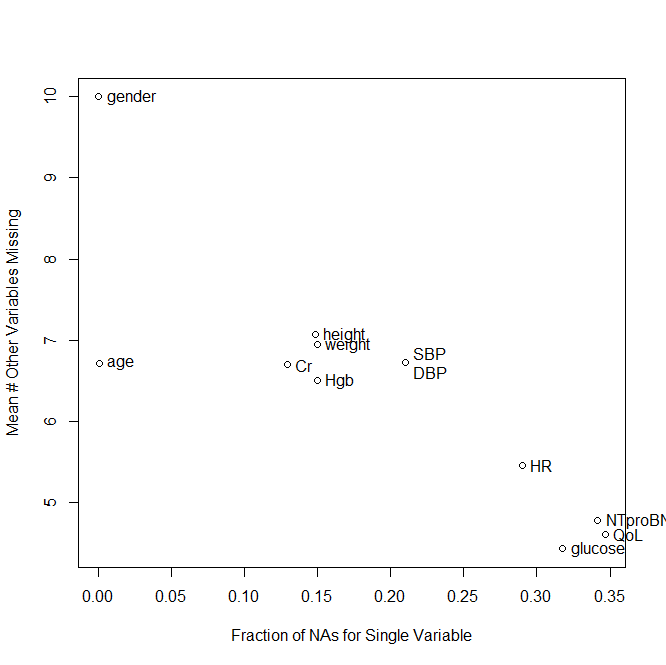 10
9
8
7
6
5
Mean # Other Variables Missing
gender
height
weight
SBP
age
Cr
DBP
Hgb
HR
NTproBN
QoL
glucose
0.00 0.05 0.10 0.15 0.20 0.25 0.30 0.35
Fraction of NAs for Single Variable